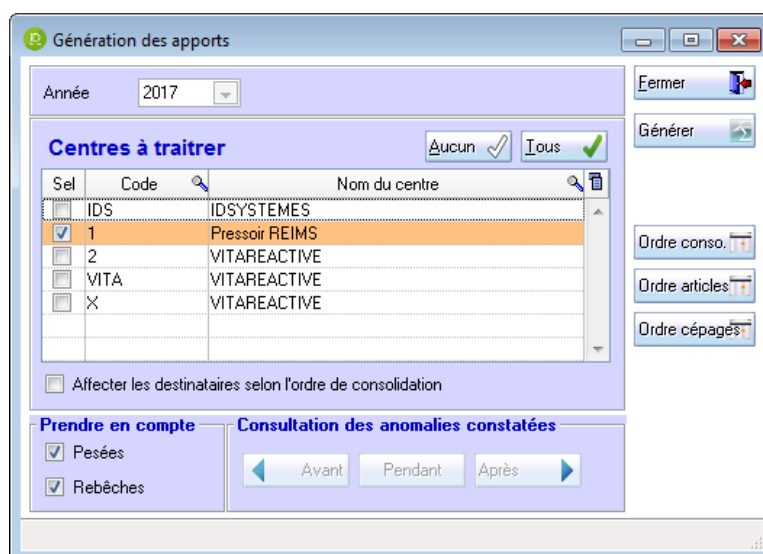 Génération des apports
Année 2017
Centres à traitrer
Aucun Tous
Sel Code Nom du centre
IDS IDSYSTEMES
1 Pressoir REIMS
2 VITAREACTIVE
VITA VITAREACTIVE
X VITAREACTIVE
Affecter les destinataires selon l'ordre de consolidation
Prendre en compte
Pesées
Rebêches
Consultation des anomalies constatées
Avant Pendant Après
Fermer
Générer
Ordre conso.
Ordre articles
Ordre cépages